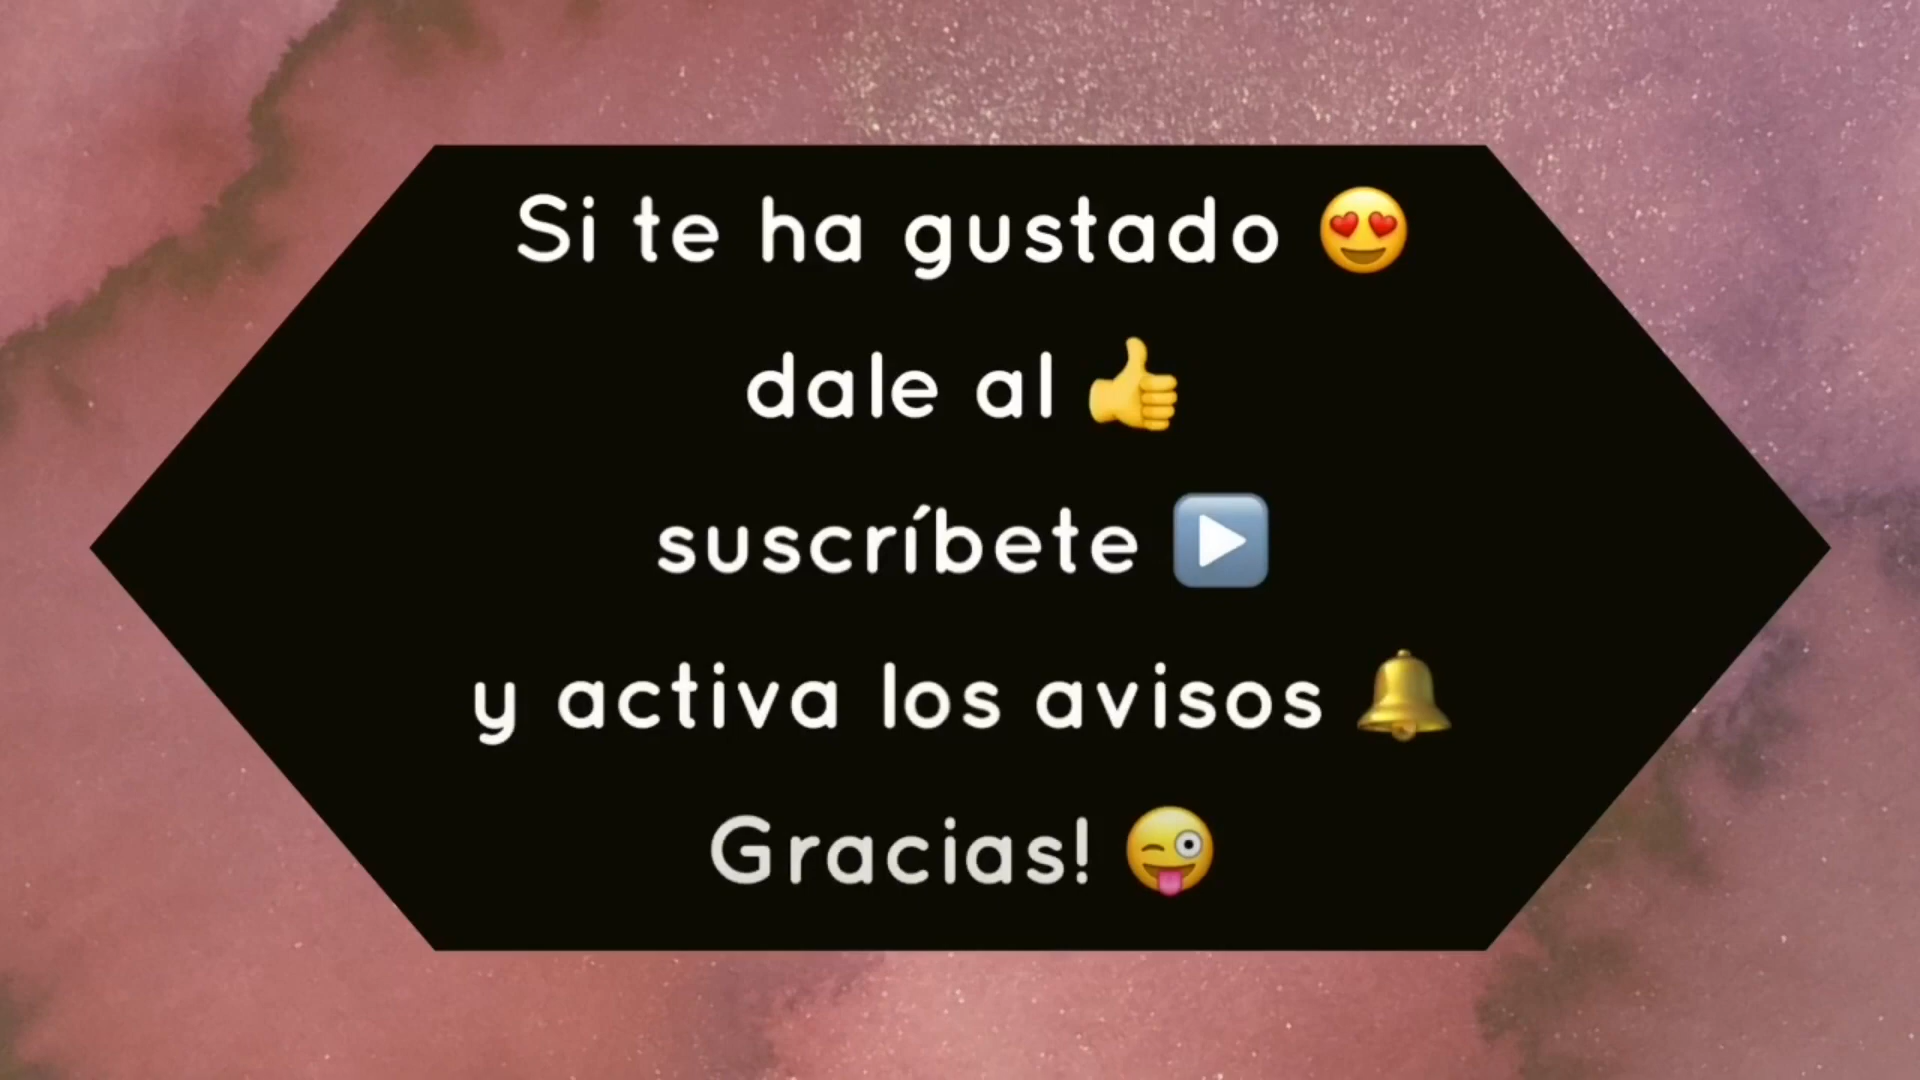 Si te ha gustado 😍
dale al 👍
suscríbete ▶️
y activa los avisos 🔔
Gracias! 😜